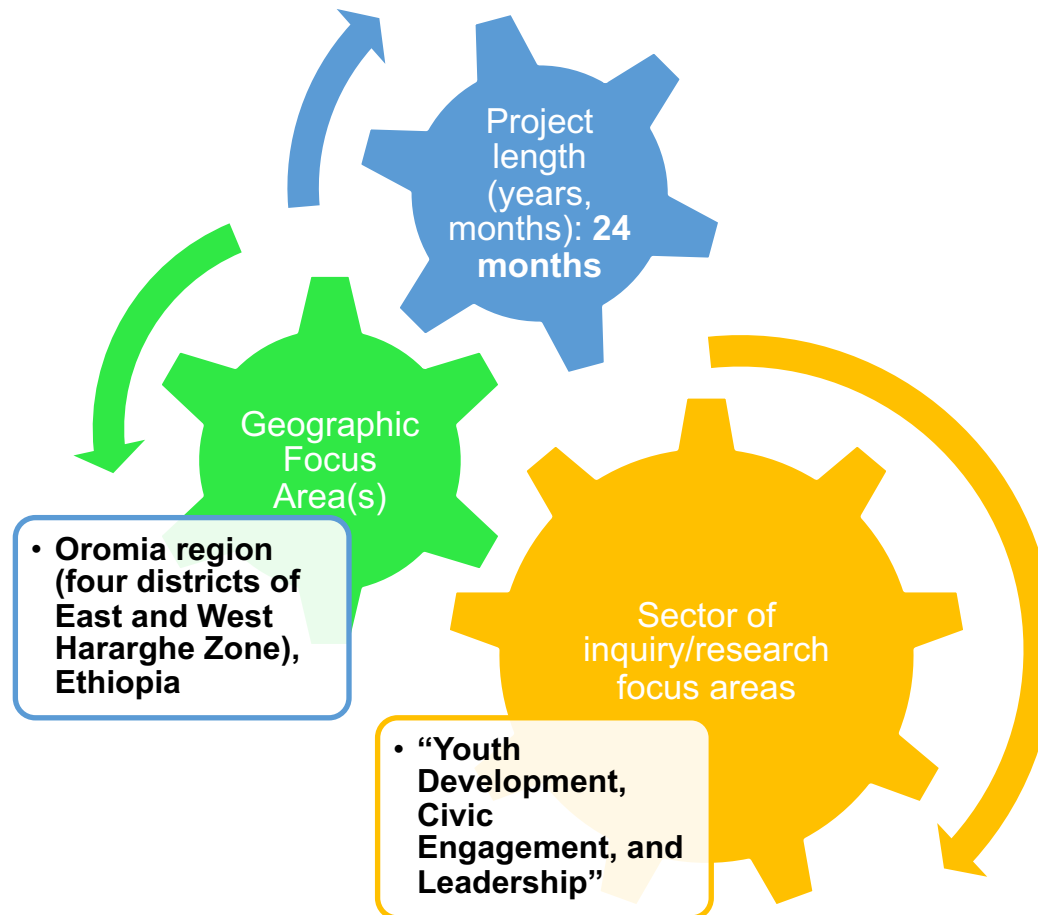 Project
length
(years,
months): 24
months
Geographic
Focus
Area(s)
• Oromia region
(four districts of
East and West
Hararghe Zone),
Ethiopia
Sector of
inquiry/research
focus areas
• “Youth
Development,
Civic
Engagement, and
Leadership”